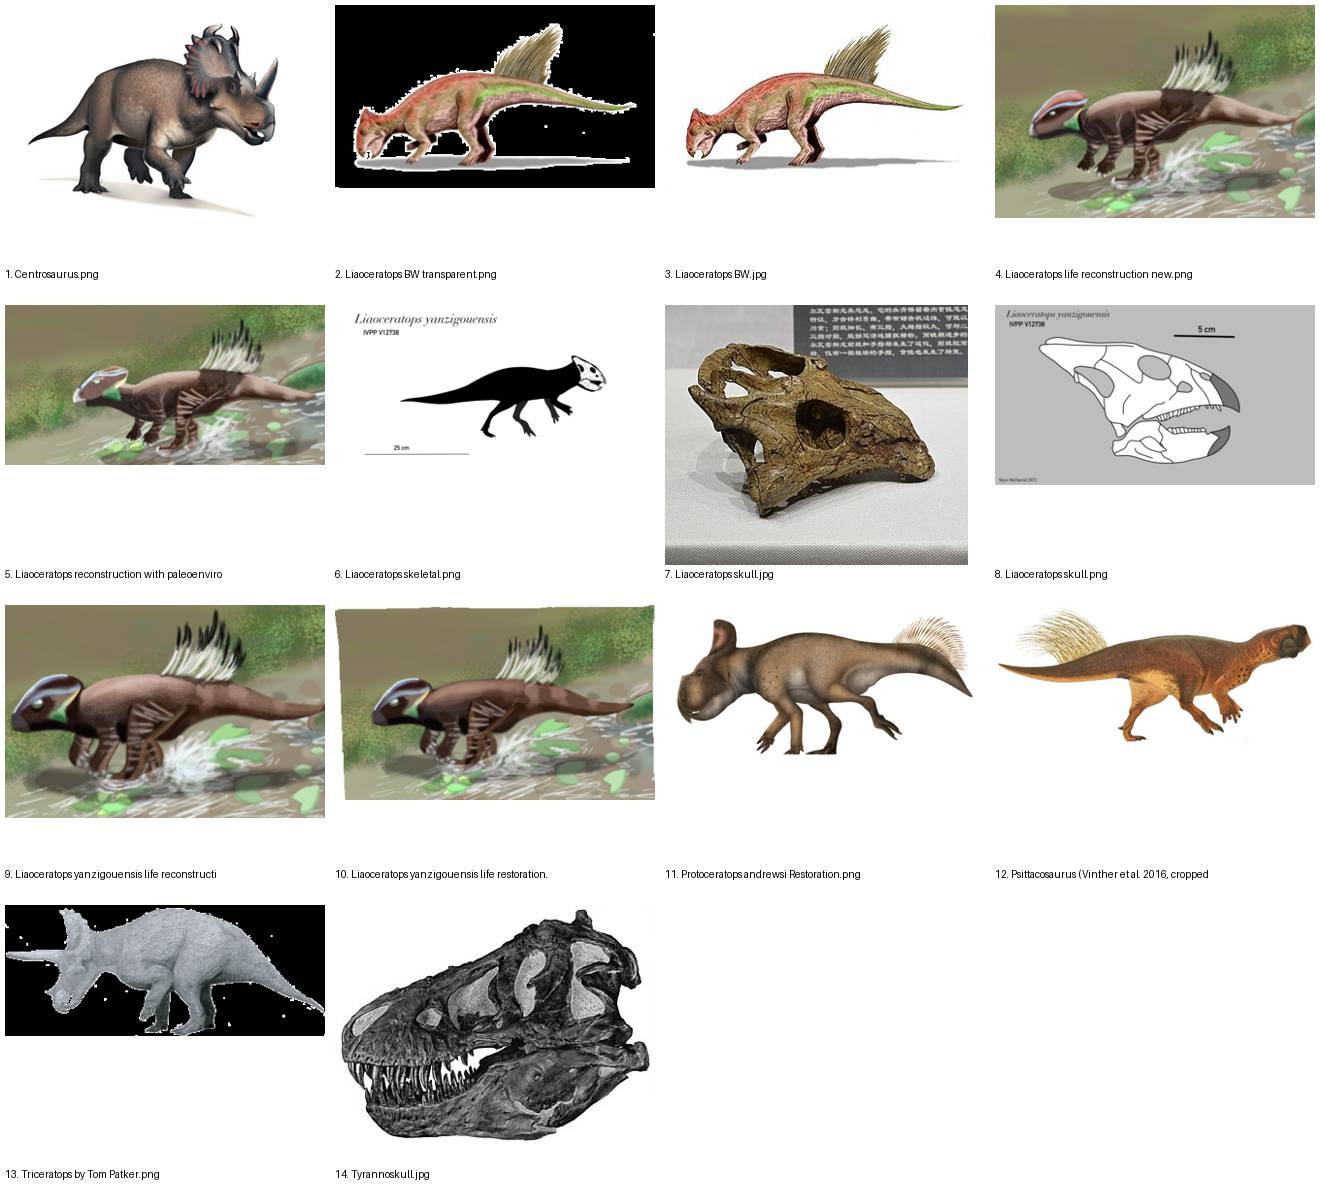 1. Centrosaurus.png
2. Liaoceratops BW transparent.png
3. Liaoceratops BW.jpg
4. Liaoceratops life reconstruction new.png
Liaoceratops yanzigouensis
IVPP V12738
25 cm
Liaoceratops yanzigouensis
IVPP V12738
5 cm
5. Liaoceratops reconstruction with paleoenviro
6. Liaoceratops skeletal.png
7. Liaoceratops skull.jpg
8. Liaoceratops skull.png
9. Liaoceratops yanzigouensis life reconstructi
10. Liaoceratops yanzigouensis life restoration.
11. Protoceratops andrewsi Restoration.png
12. Psittacosaurus (Vinther et al. 2016, cropped
13. Triceratops by Tom Patker.png
14. Tyrannoskull.jpg